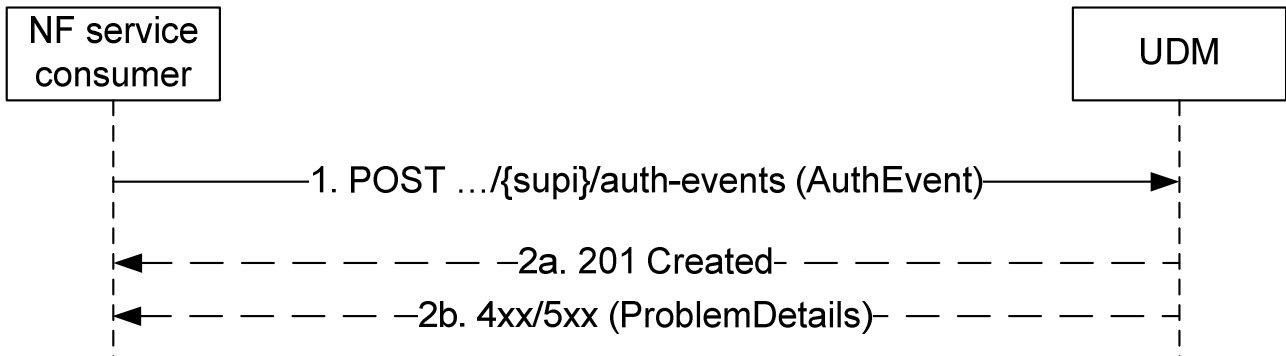 NF service
consumer
UDM
1. POST …/{supi}/auth-events (AuthEvent)
2a. 201 Created
2b. 4xx/5xx (ProblemDetails)